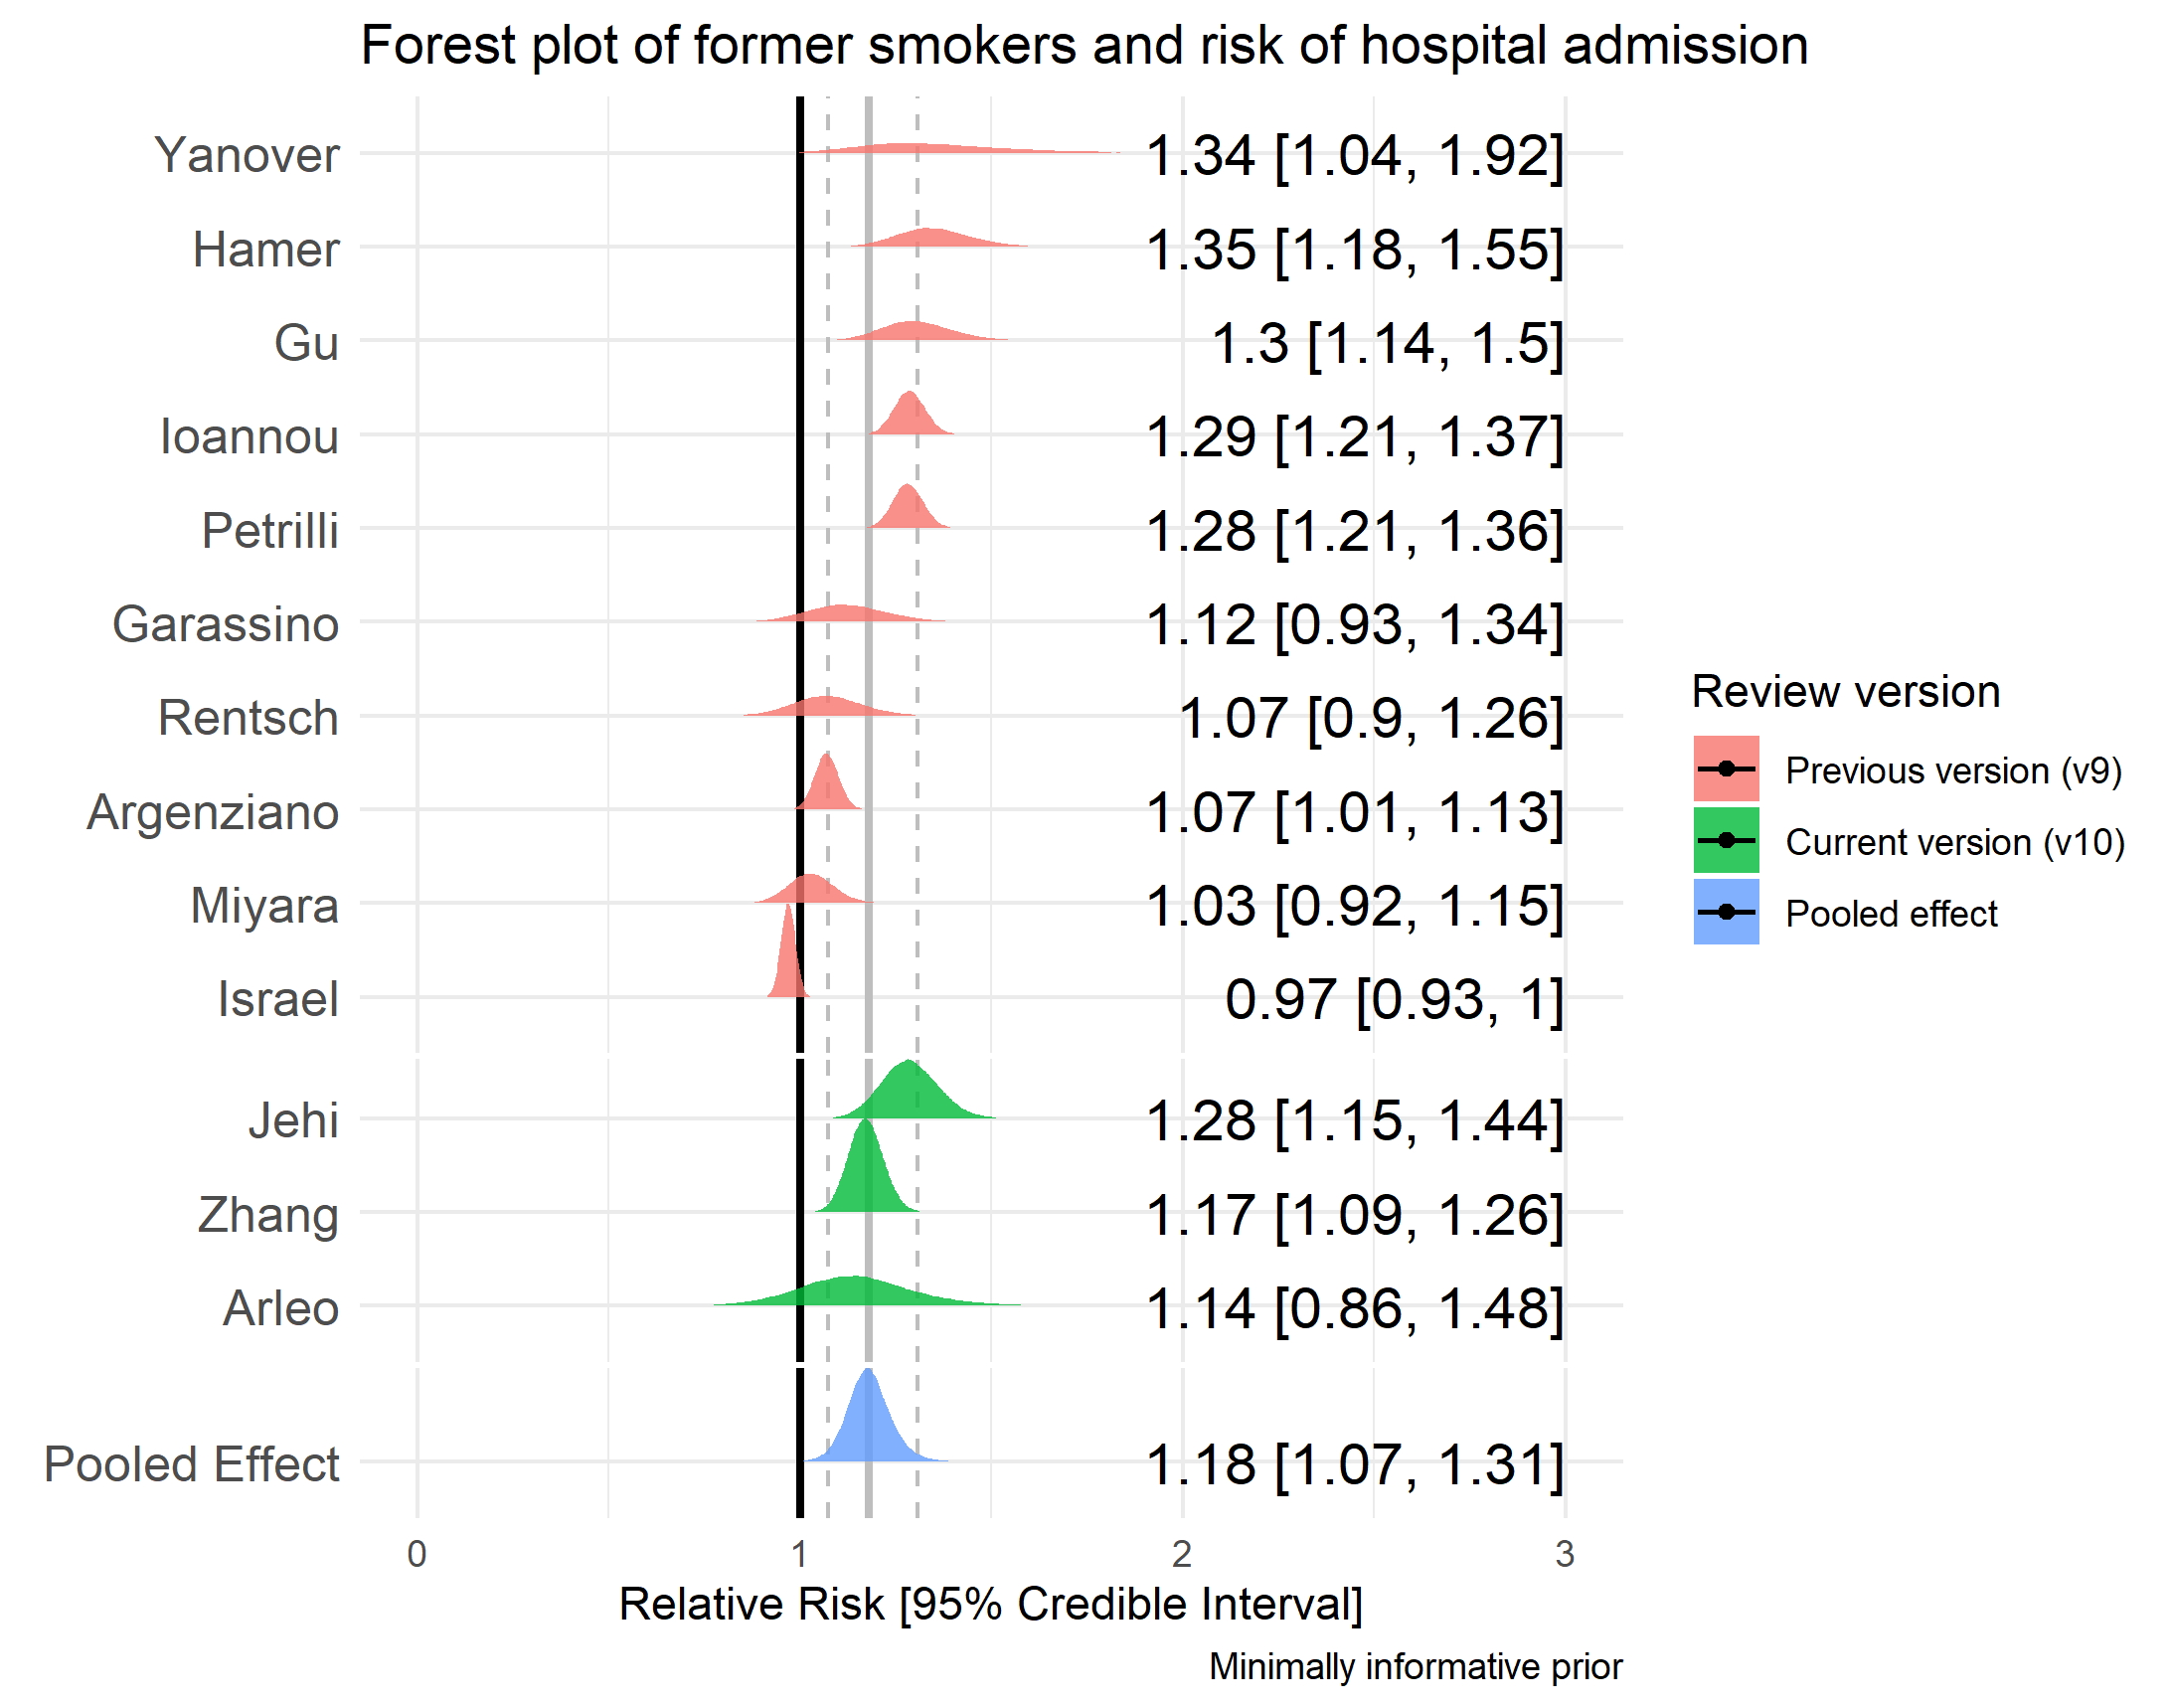 Forest plot of former smokers and risk of hospital admission
Yanover 1.34 [1.04, 1.92]
Hamer 1.35 [1.18, 1.55]
Gu 1.3 [1.14, 1.5]
Ioannou 1.29 [1.21, 1.37]
Petrilli 1.28 [1.21, 1.36]
Garassino 1.12 [0.93, 1.34]
Rentsch 1.07 [0.9, 1.26]
Argenziano 1.07 [1.01, 1.13]
Miyara 1.03 [0.92, 1.15]
Israel 0.97 [0.93, 1]
Jehi 1.28 [1.15, 1.44]
Zhang 1.17 [1.09, 1.26]
Arleo 1.14 [0.86, 1.48]
Pooled Effect 1.18 [1.07, 1.31]
0 1 2 3
Relative Risk [95% Credible Interval]
Minimally informative prior
Review version
Previous version (v9)
Current version (v10)
Pooled effect